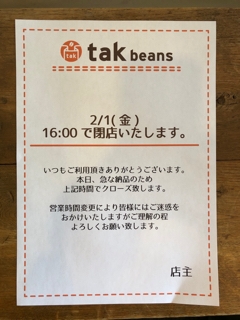 tak
tak beans
2/1(金)
16:00で閉店いたします。
いつもご利用頂きありがとうございます。
本日、急な納品のため
上記時間でクローズ致します。
営業時間変更により皆様にはご迷惑を
おかけいたしますがご理解の程
よろしくお願い致します。
店主